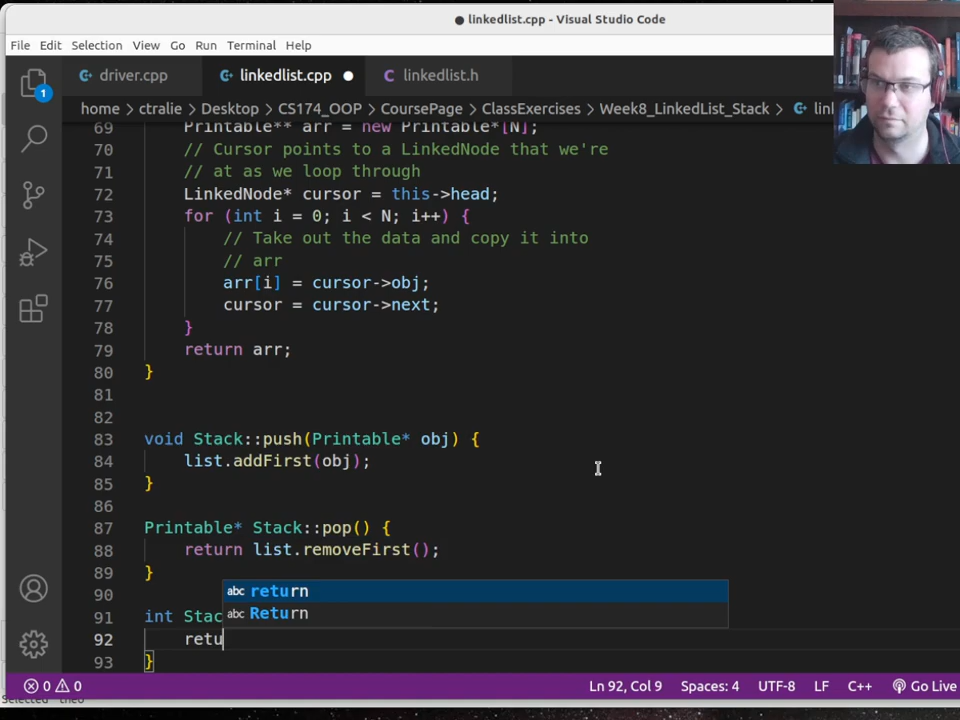 linkedlist.cpp - Visual Studio Code
File Edit Selection View Go Run Terminal Help
driver.cpp linkedlist.cpp linkedlist.h
home > ctralie > Desktop > CS174_OOP > CoursePage > ClassExercises > Week8_LinkedList_Stack >
1
69 Printable** arr = new Printable*[N];
70 // Cursor points to a LinkedNode that we're
71 // at as we loop through
72 LinkedNode* cursor = this->head;
73 for (int i = 0; i < N; i++) {
74 // Take out the data and copy it into
75 // arr
76 arr[i] = cursor->obj;
77 cursor = cursor->next;
78 }
79 return arr;
80 }
81
82
83 void Stack::push(Printable* obj) {
84 list.addFirst(obj);
85 }
86
87 Printable* Stack::pop() {
88 return list.removeFirst();
89 }
90
abc return
abc Return
91 int Stac
92 retu
93 }
0 0 Ln 92, Col 9 Spaces: 4 UTF-8 LF C++ Go Live